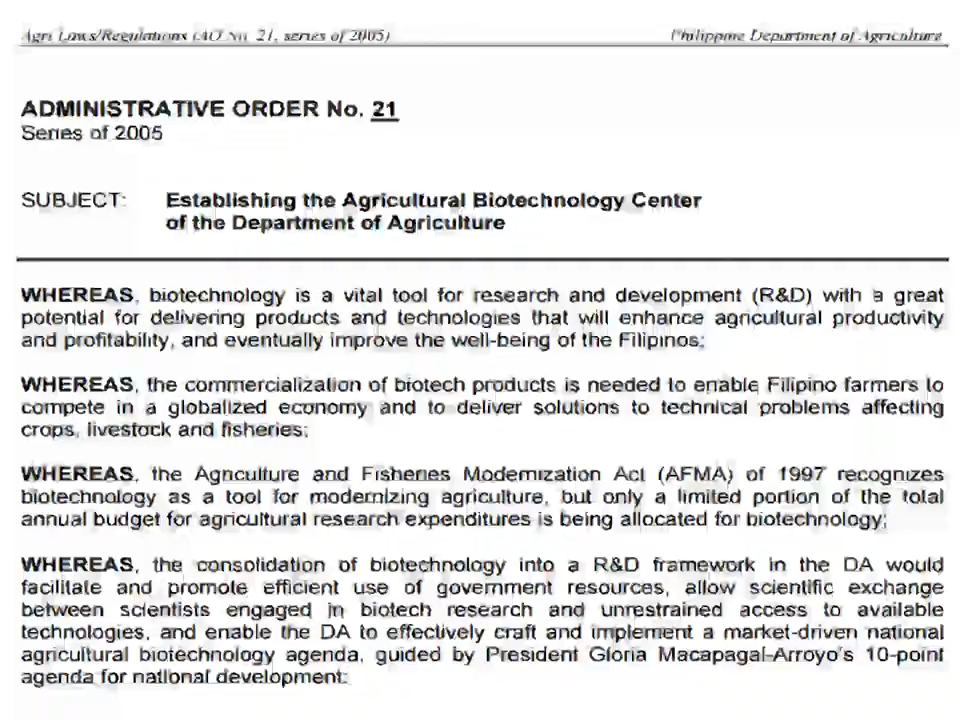 Agri Laws/Regulations (AO No. 21, series of 2005) Philippine Department of Agriculture
ADMINISTRATIVE ORDER No. 21
Series of 2005
SUBJECT: Establishing the Agricultural Biotechnology Center
of the Department of Agriculture
WHEREAS, biotechnology is a vital tool for research and development (R&D) with a great
potential for delivering products and technologies that will enhance agricultural productivity
and profitability, and eventually improve the well-being of the Filipinos;
WHEREAS, the commercialization of biotech products is needed to enable Filipino farmers to
compete in a globalized economy and to deliver solutions to technical problems affecting
crops, livestock and fisheries;
WHEREAS, the Agriculture and Fisheries Modernization Act (AFMA) of 1997 recognizes
biotechnology as a tool for modernizing agriculture, but only a limited portion of the total
annual budget for agricultural research expenditures is being allocated for biotechnology;
WHEREAS, the consolidation of biotechnology into a R&D framework in the DA would
facilitate and promote efficient use of government resources, allow scientific exchange
between scientists engaged in biotech research and unrestrained access to available
technologies, and enable the DA to effectively craft and implement a market-driven national
agricultural biotechnology agenda, guided by President Gloria Macapagal-Arroyo's 10-point
agenda for national development;